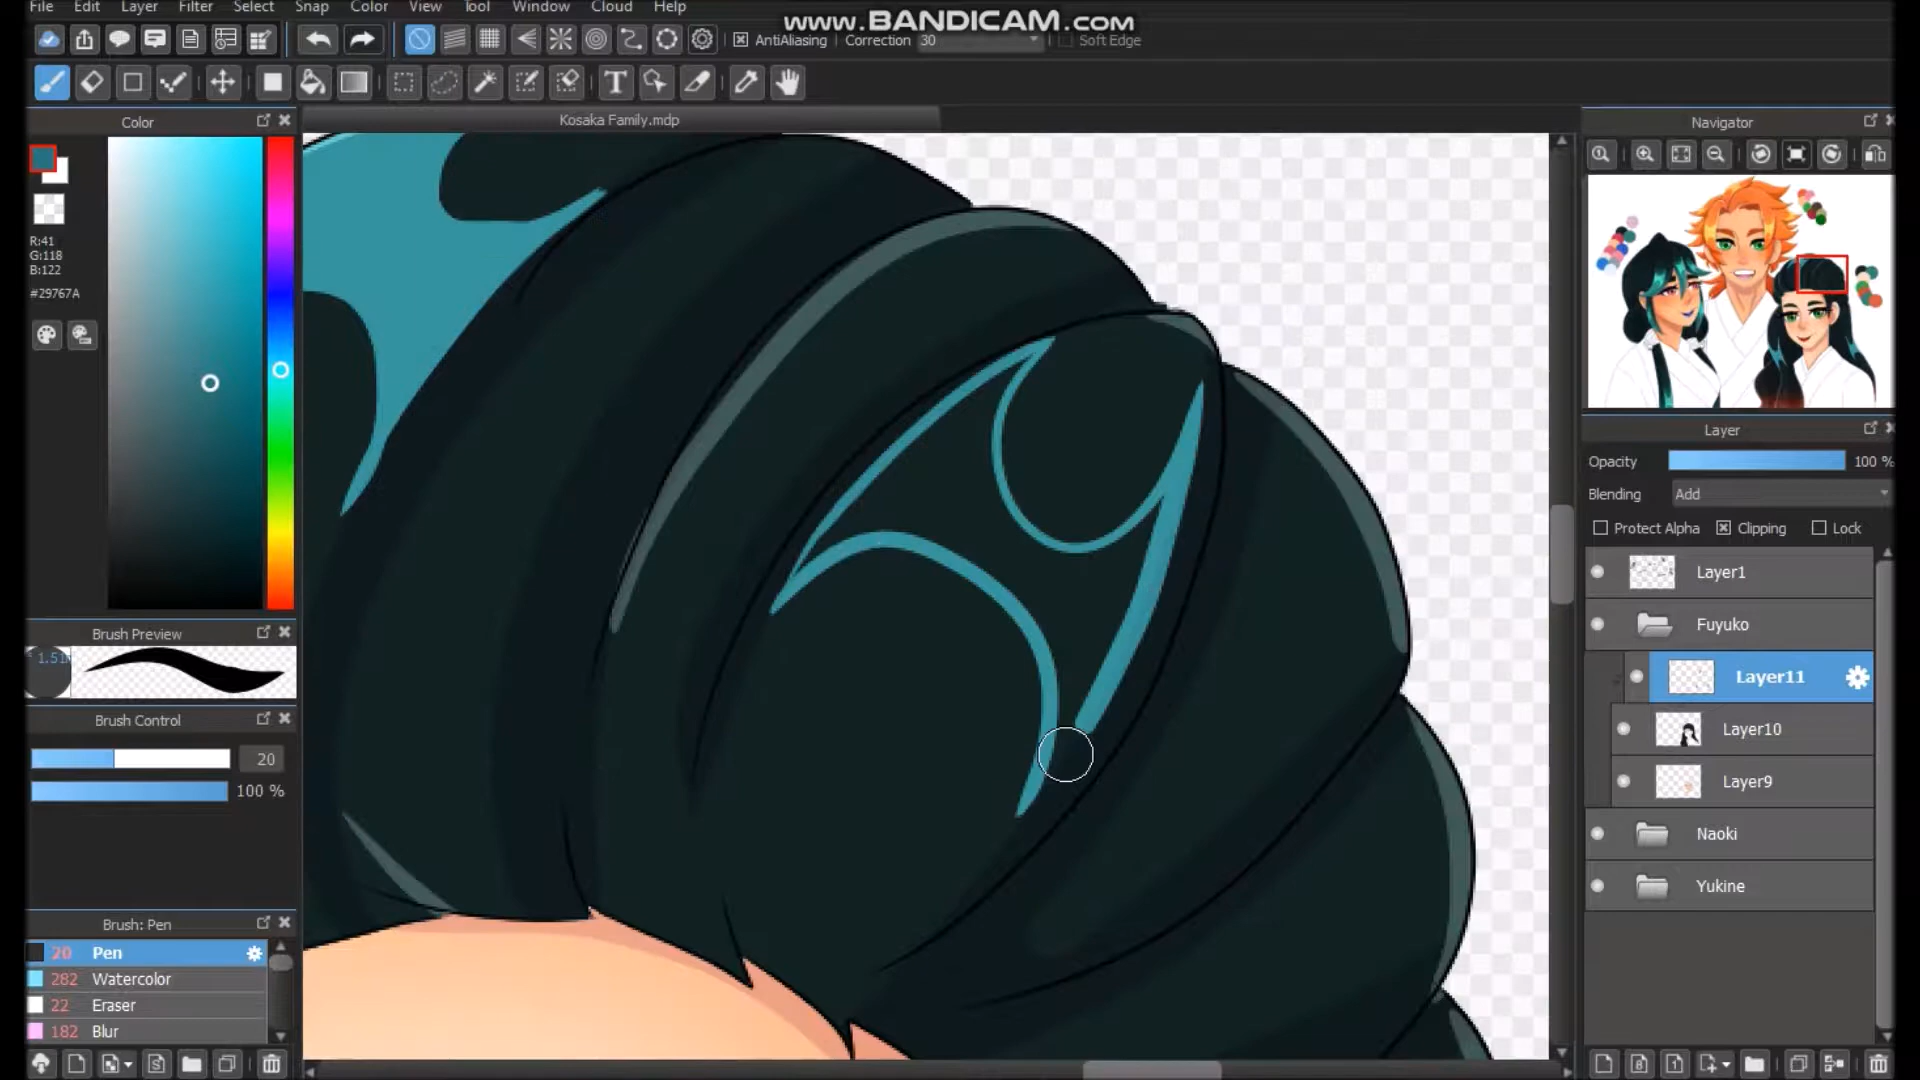 File Edit Layer Filter Select Snap Color View Tool Window Cloud Help
www.BANDICAM.com
AntiAliasing Correction 30 Soft Edge
T
Color
Kosaka Family.mdp
Navigator
R:41
G:118
B:122
#29767A
Layer
Opacity 100 %
Blending Add
Protect Alpha Clipping Lock
Layer1
Fuyuko
Layer11
Layer10
Layer9
Naoki
Yukine
Brush Preview
Brush Control
20
100 %
Brush: Pen
20 Pen
282 Watercolor
22 Eraser
182 Blur